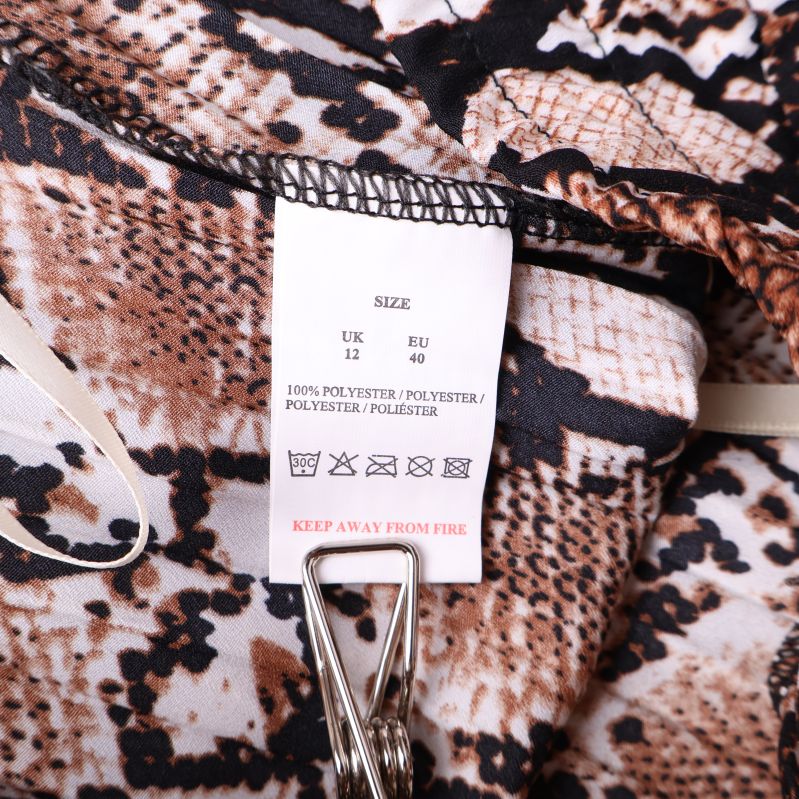 SIZE
UK EU
12 40
100% POLYESTER / POLYESTER /
POLYESTER / POLIÉSTER
30C
KEEP AWAY FROM FIRE